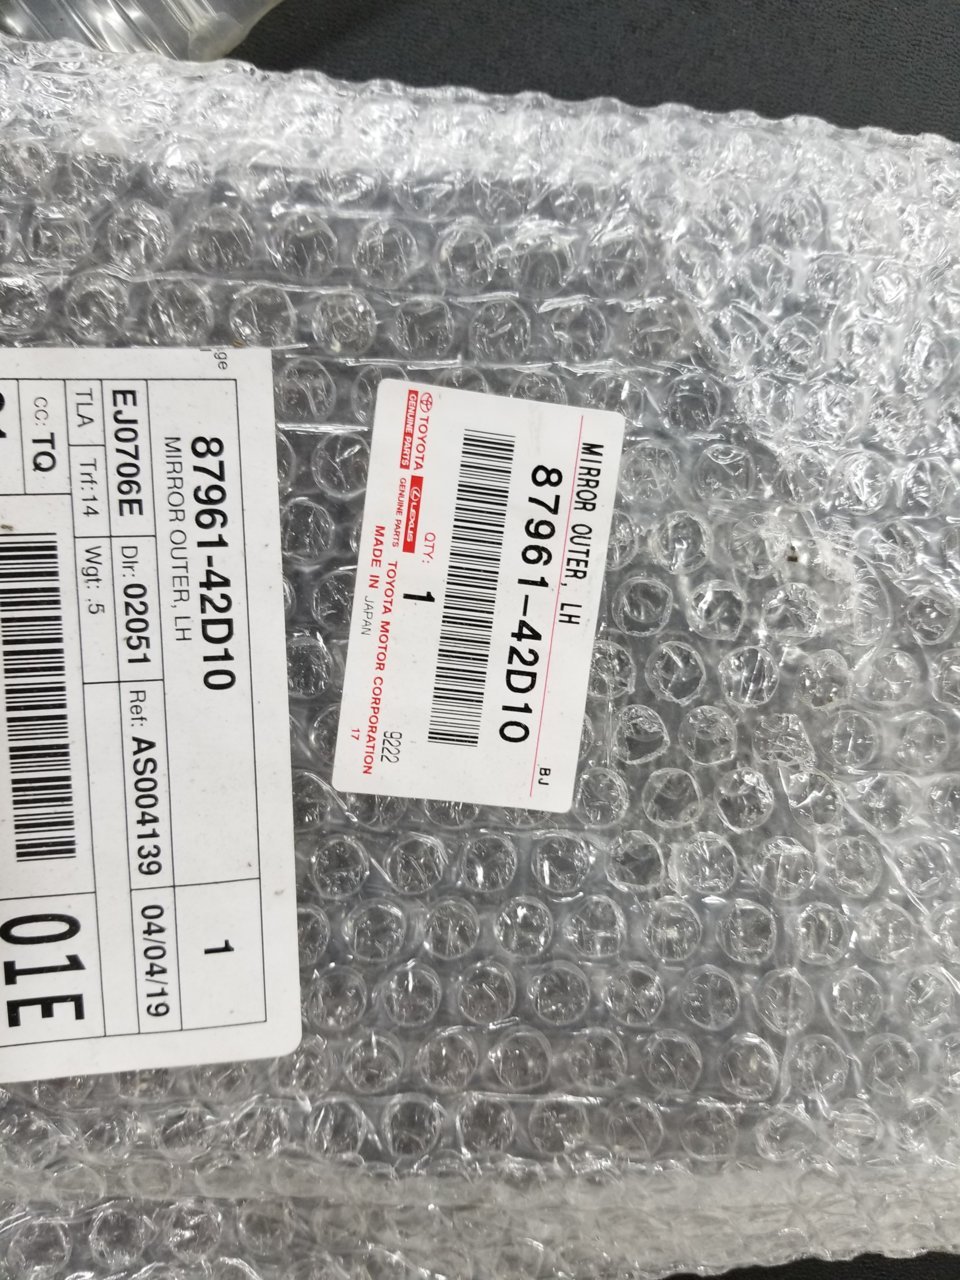 87961-42D10
MIRROR OUTER, LH
1
EJ0706E
Dlr: 02051
Ref: AS004139
04/04/19
TLA
Trf:14
Wgt: .5
CC: TQ
01E
MIRROR OUTER, LH
87961-42D10
BJ
TOYOTA
GENUINE PARTS
LEXUS
GENUINE PARTS
QTY:
1
TOYOTA MOTOR CORPORATION
MADE IN JAPAN
9222
17